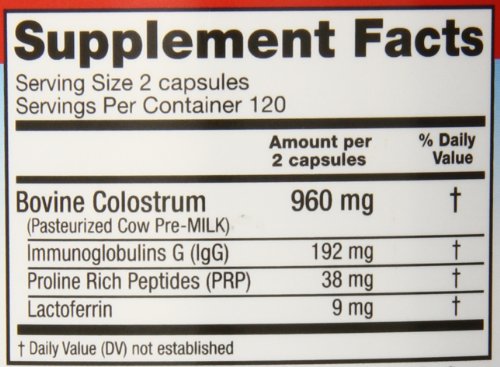 Supplement Facts
Serving Size 2 capsules
Servings Per Container 120
Amount per 2 capsules % Daily Value
Bovine Colostrum 960 mg †
(Pasteurized Cow Pre-MILK)
Immunoglobulins G (IgG) 192 mg †
Proline Rich Peptides (PRP) 38 mg †
Lactoferrin 9 mg †
† Daily Value (DV) not established